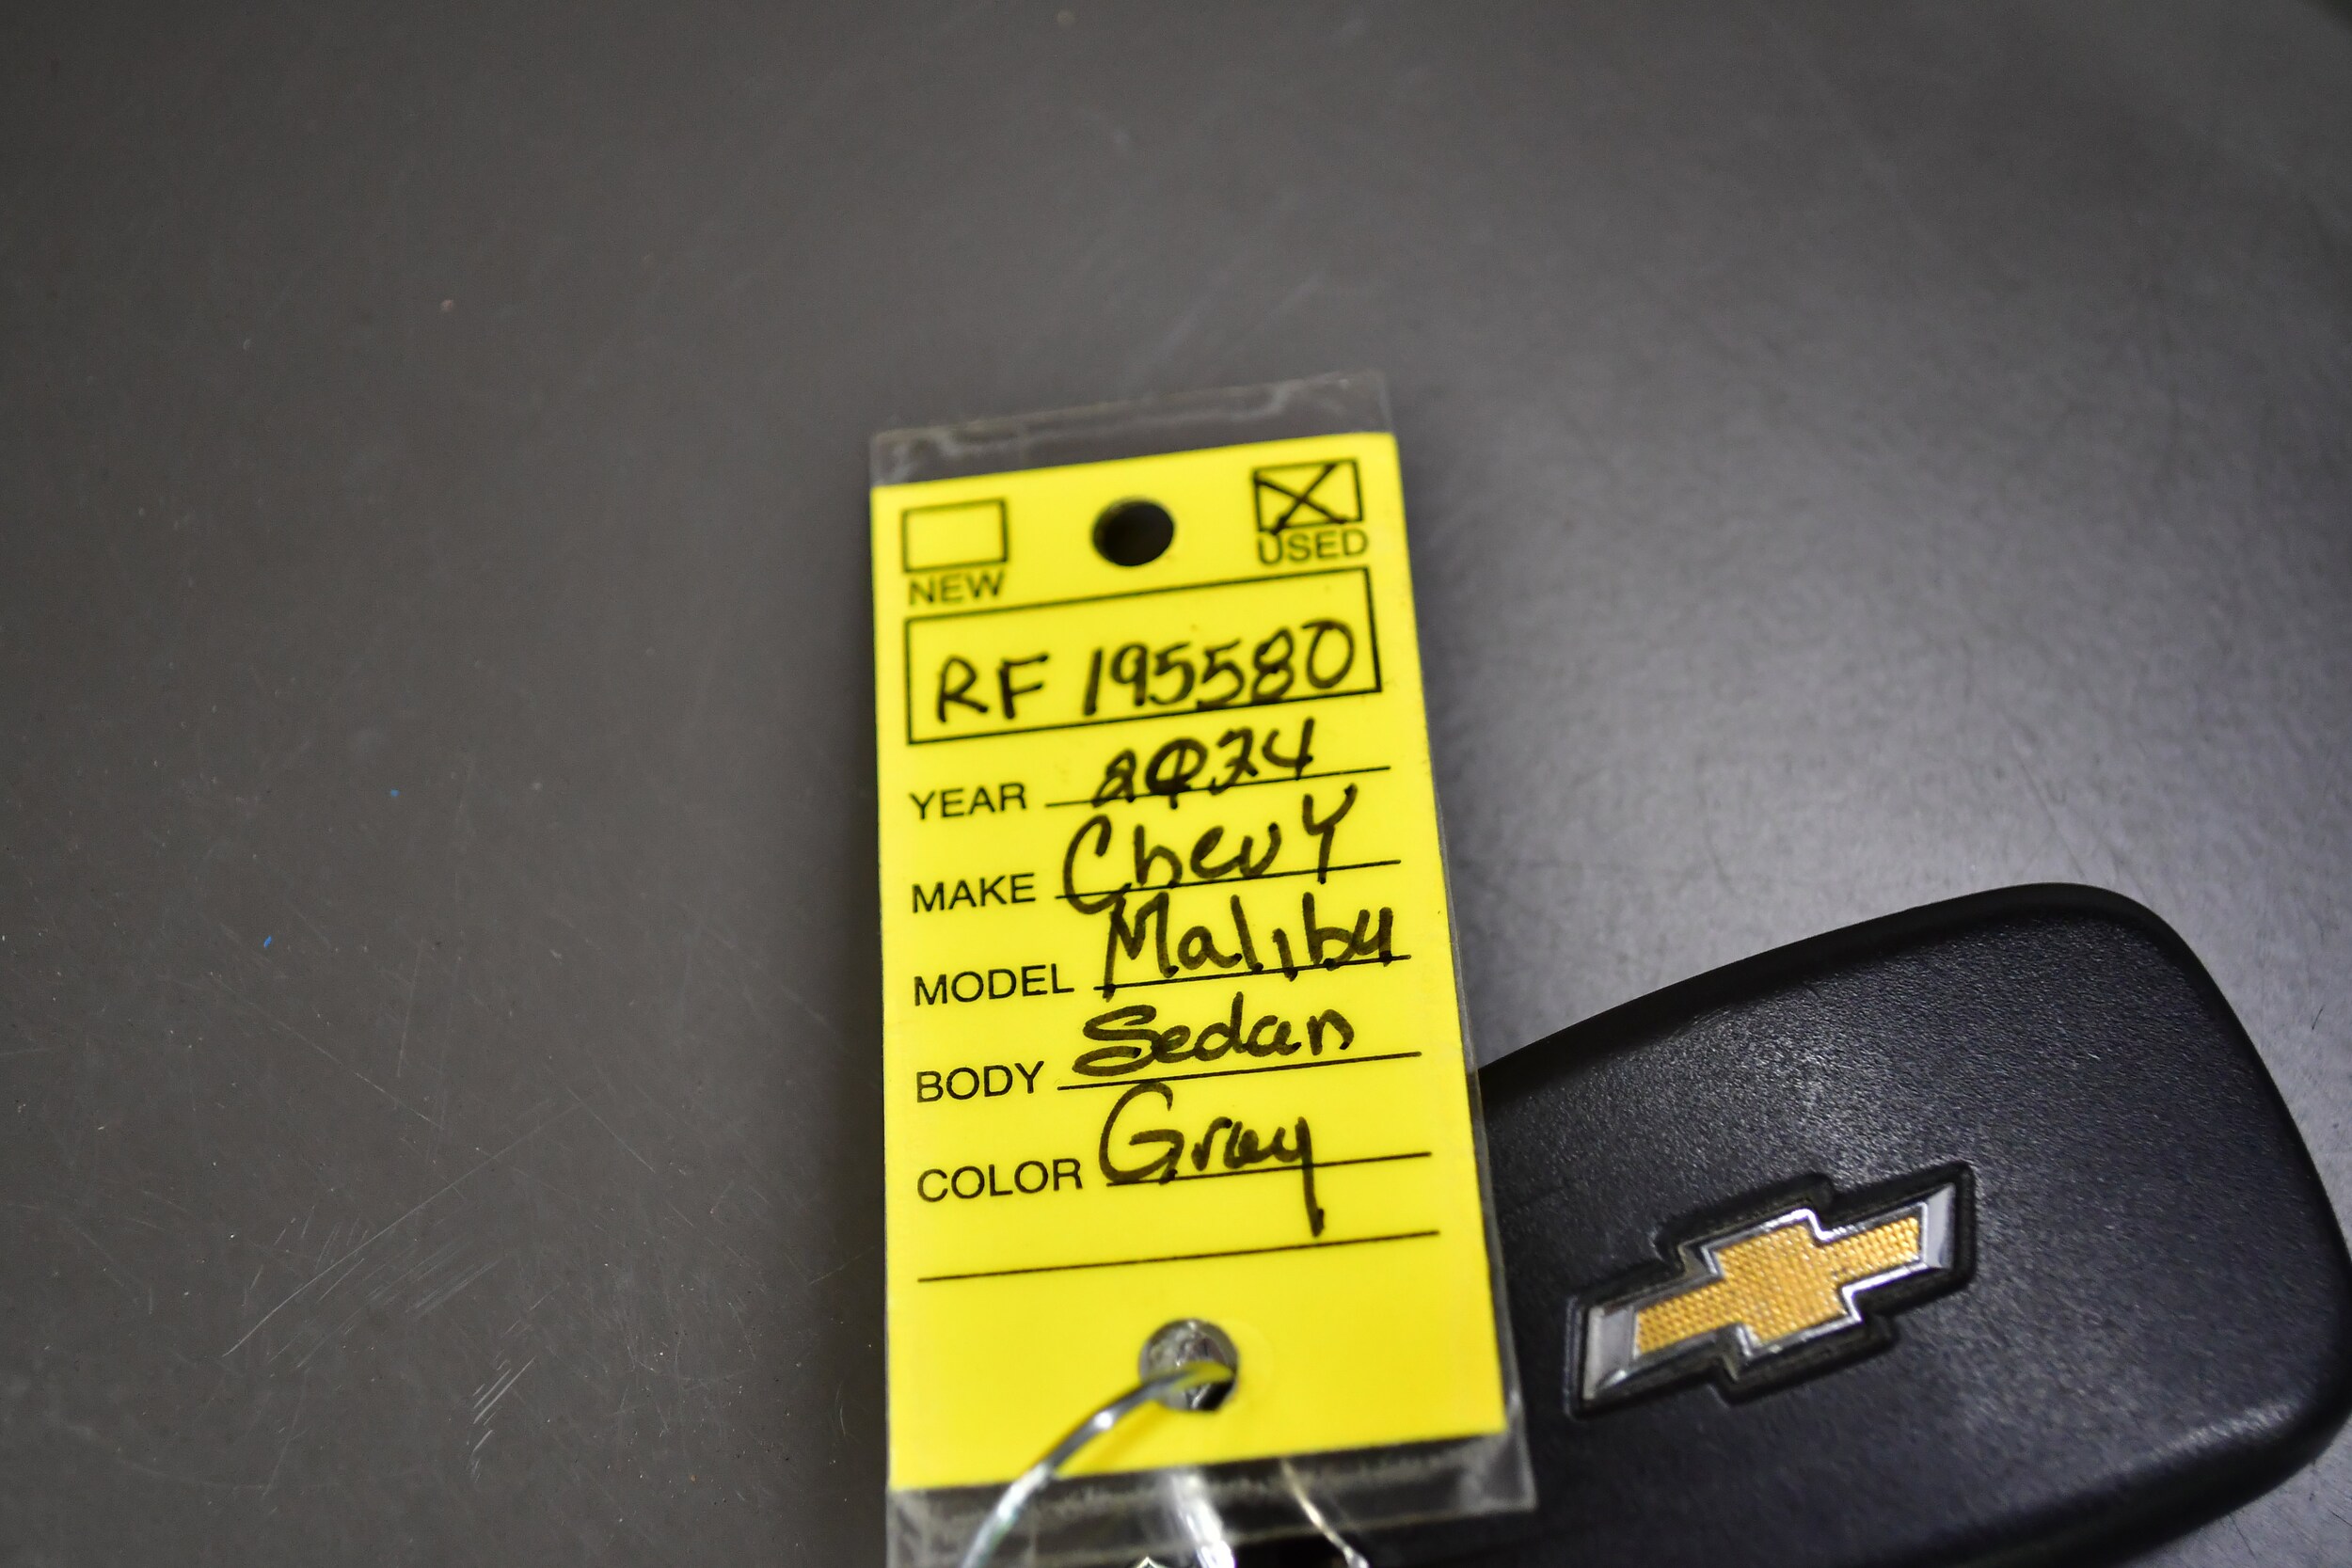 NEW USED
RF 195580
YEAR 2024
MAKE Chevy
MODEL Malibu
BODY Sedan
COLOR Gray